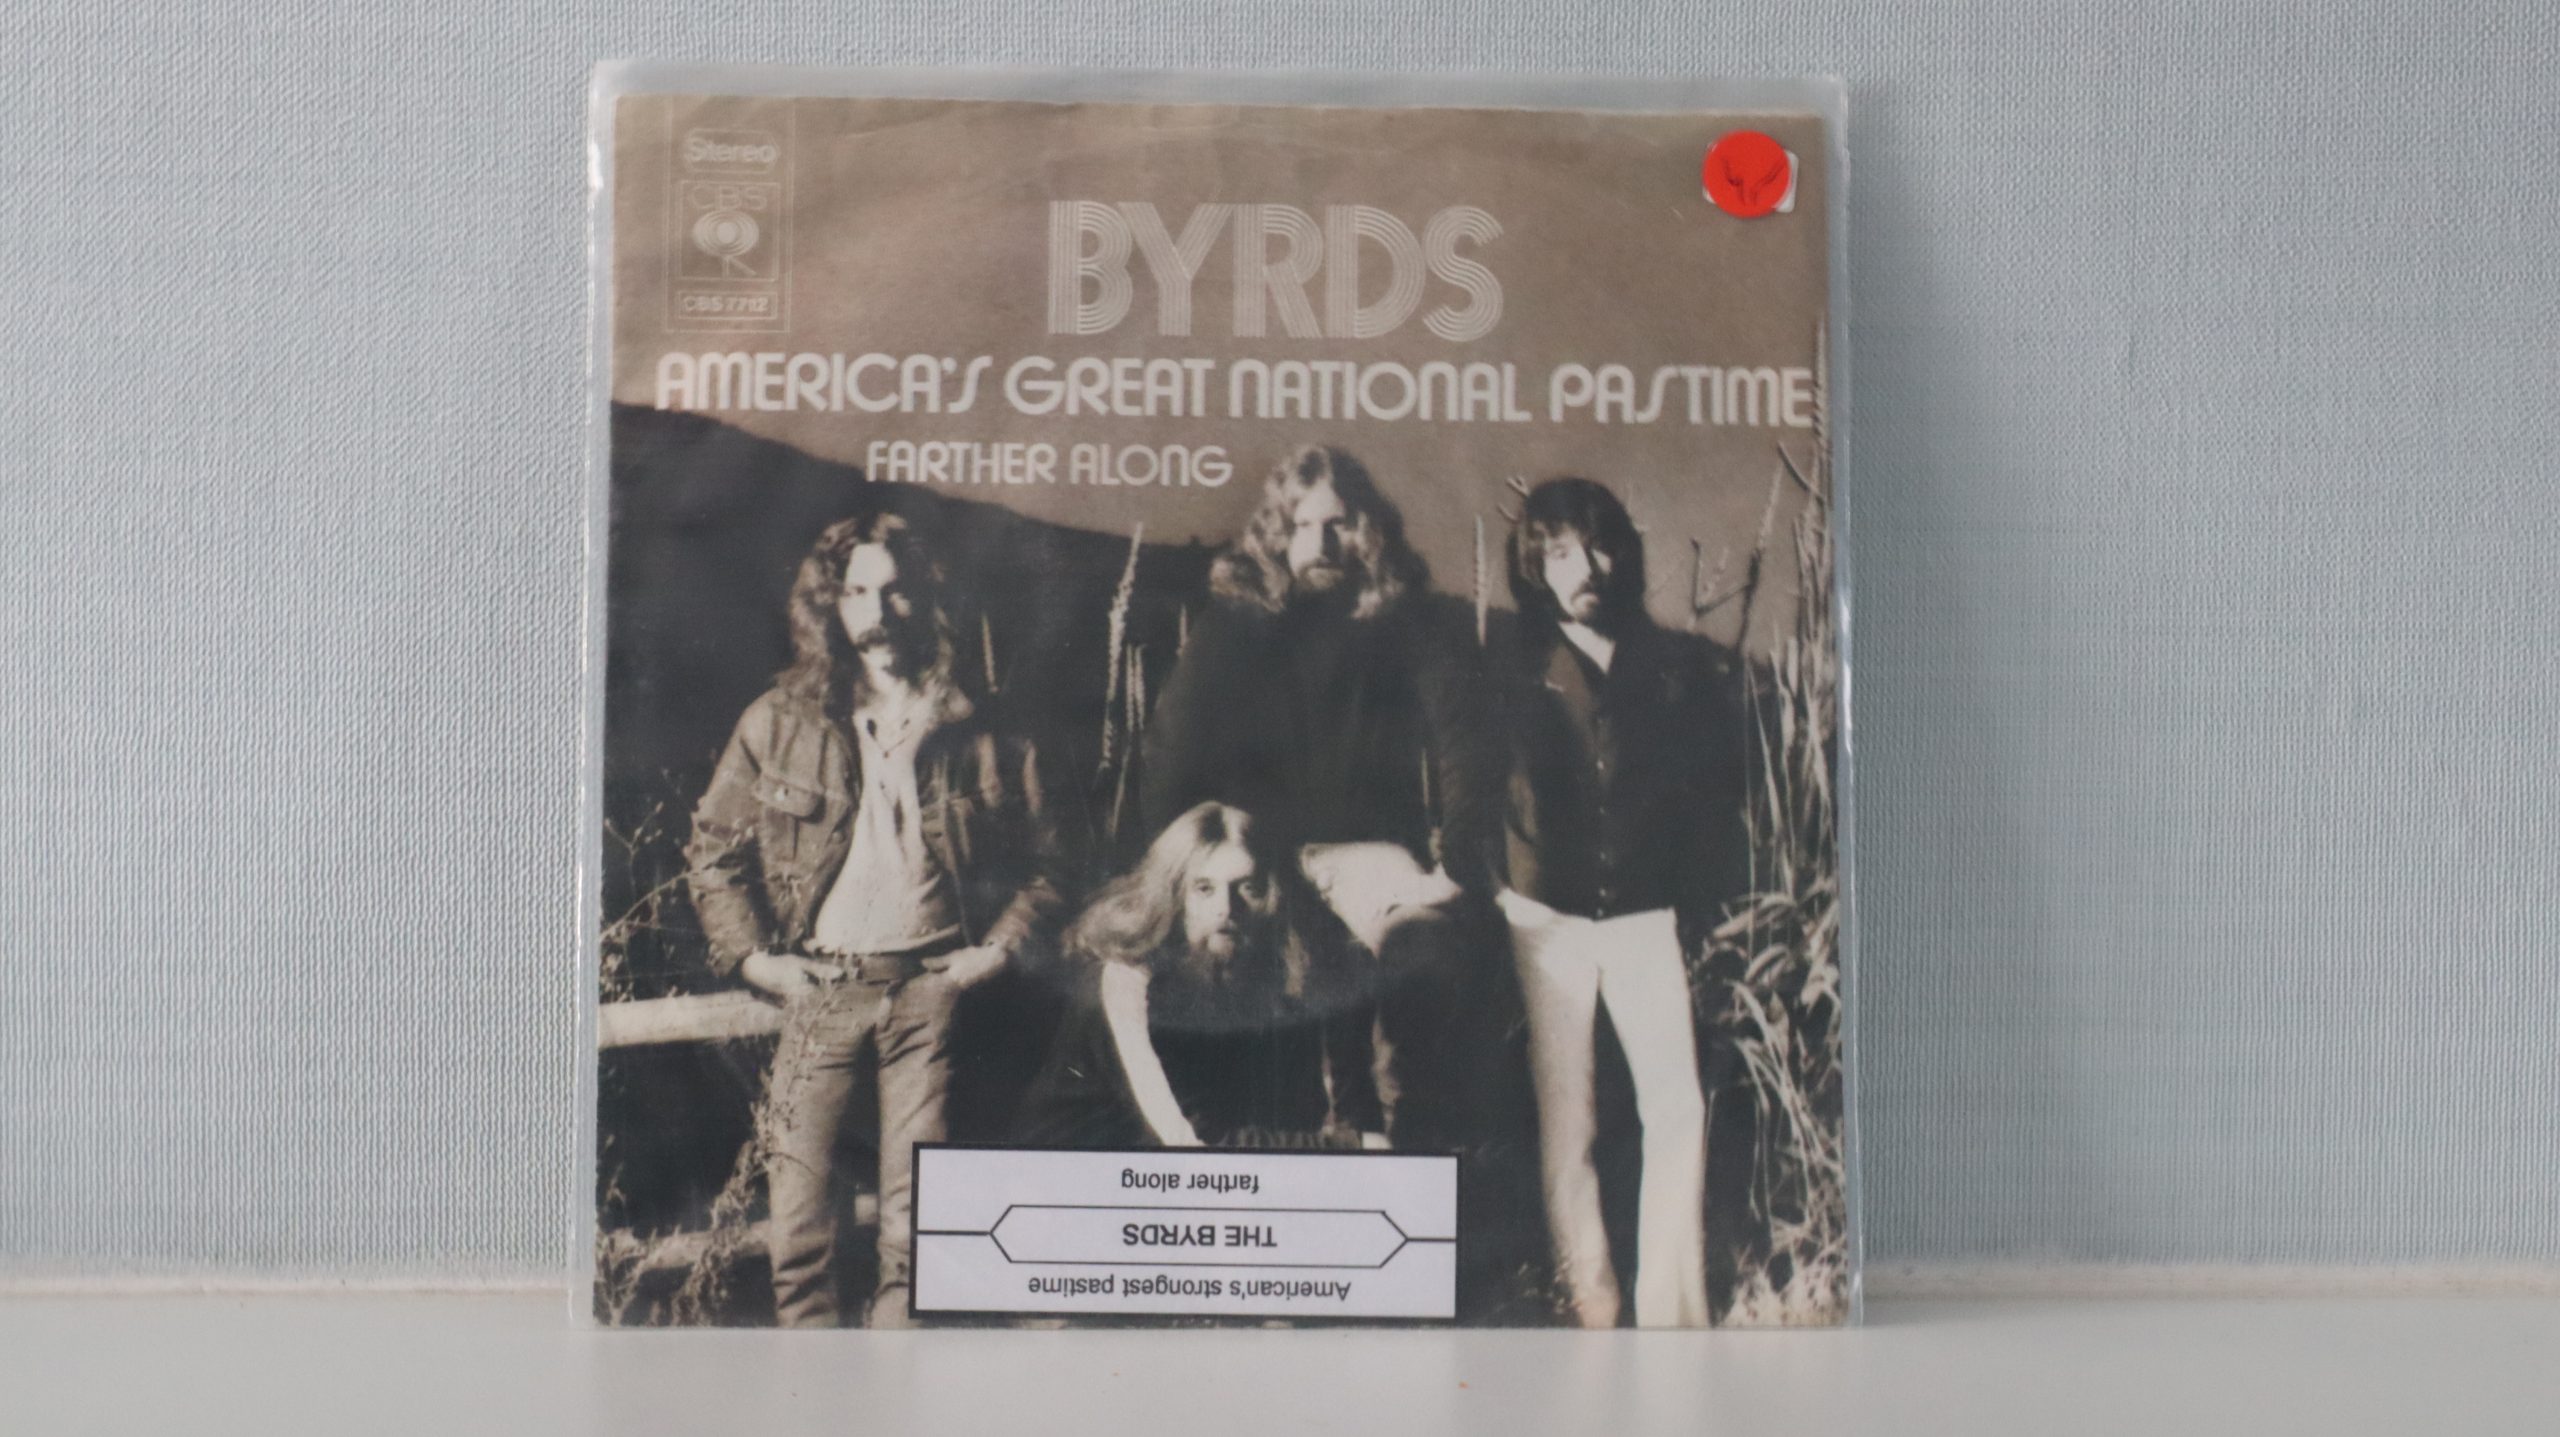 Stereo
CBS
CBS 7712
BYRDS
AMERICA'S GREAT NATIONAL PASTIME
FARTHER ALONG
American's strongest pastime
THE BYRDS
farther along